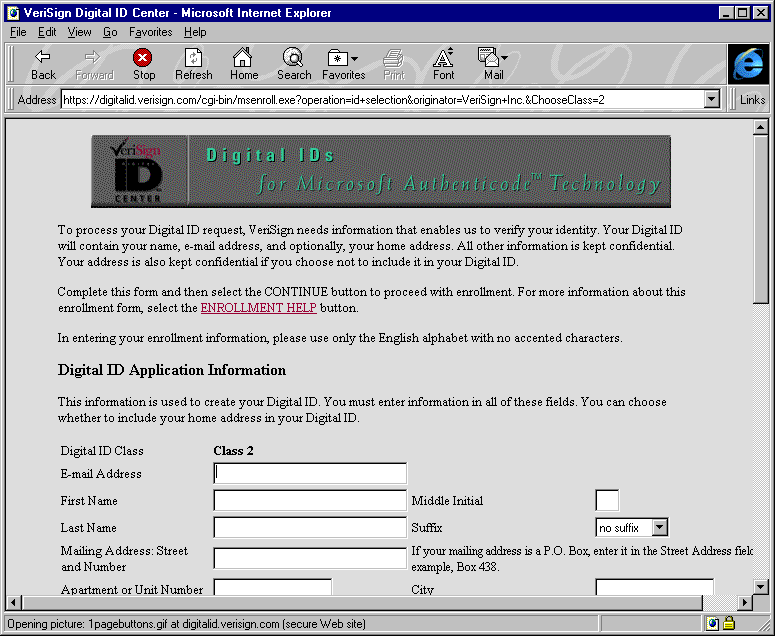 VeriSign Digital ID Center - Microsoft Internet Explorer
File Edit View Go Favorites Help
Back Forward Stop Refresh Home Search Favorites Print Font Mail
Address https://digitalid.verisign.com/cgi-bin/msenroll.exe?operation=id+selection&originator=VeriSign+Inc.&ChooseClass=2 Links
VeriSign
ID
CENTER
Digital IDs
for Microsoft Authenticode™ Technology
To process your Digital ID request, VeriSign needs information that enables us to verify your identity. Your Digital ID
will contain your name, e-mail address, and optionally, your home address. All other information is kept confidential.
Your address is also kept confidential if you choose not to include it in your Digital ID.
Complete this form and then select the CONTINUE button to proceed with enrollment. For more information about this
enrollment form, select the ENROLLMENT HELP button.
In entering your enrollment information, please use only the English alphabet with no accented characters.
Digital ID Application Information
This information is used to create your Digital ID. You must enter information in all of these fields. You can choose
whether to include your home address in your Digital ID.
Digital ID Class Class 2
E-mail Address
First Name Middle Initial
Last Name Suffix no suffix
Mailing Address: Street If your mailing address is a P.O. Box, enter it in the Street Address field
and Number example, Box 438.
Apartment or Unit Number City
Opening picture: 1pagebuttons.gif at digitalid.verisign.com (secure Web site)